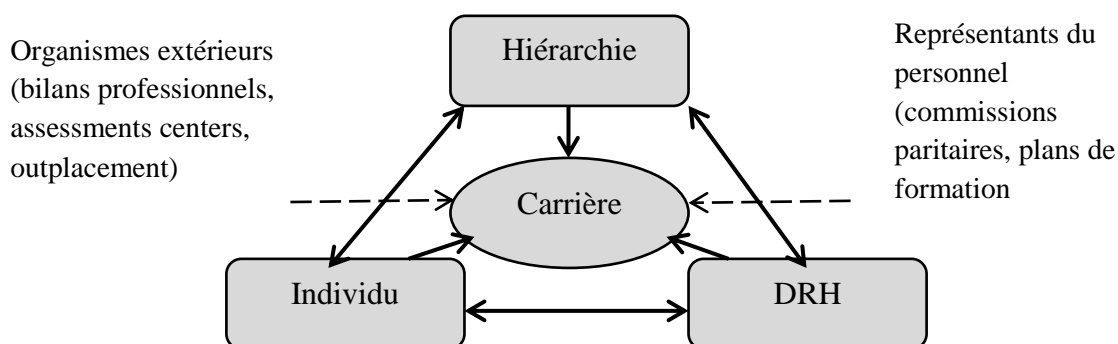 Organismes extérieurs
(bilans professionnels,
assessments centers,
outplacement)
Hiérarchie
Représentants du
personnel
(commissions
paritaires, plans de
formation
Carrière
Individu
DRH